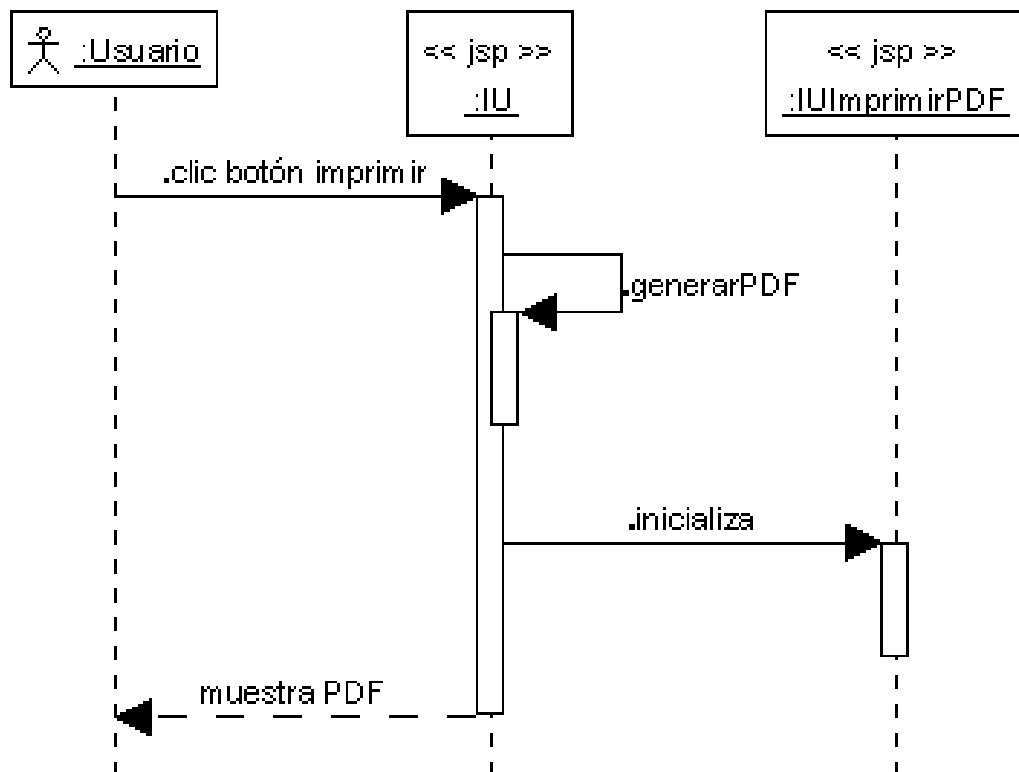 :Usuario
<< jsp >>
:IU
<< jsp >>
:IUImprimirPDF
.clic botón imprimir
.generarPDF
.inicializa
muestra PDF